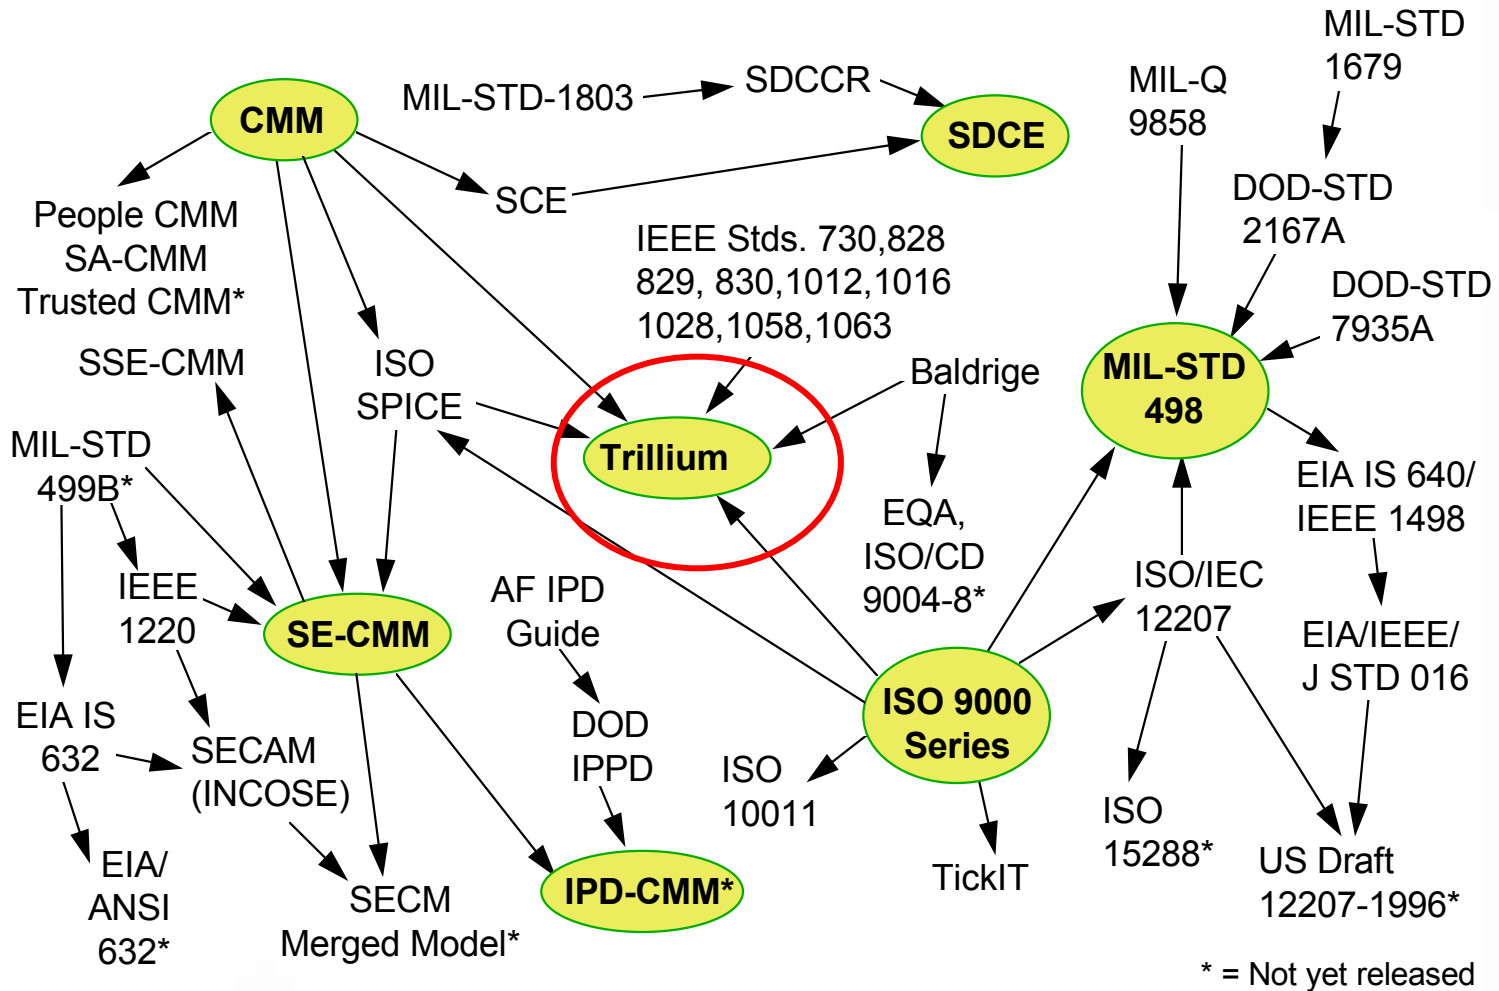 MIL-STD
1679
MIL-Q
9858
MIL-STD-1803
SDCCR
CMM
SDCE
SCE
People CMM
SA-CMM
Trusted CMM*
DOD-STD
2167A
IEEE Stds. 730,828
829, 830,1012,1016
1028,1058,1063
DOD-STD
7935A
SSE-CMM
ISO
SPICE
Baldrige
MIL-STD
498
Trillium
MIL-STD
499B*
EIA IS 640/
IEEE 1498
EQA,
ISO/CD
9004-8*
IEEE
1220
AF IPD
Guide
ISO/IEC
12207
SE-CMM
EIA/IEEE/
J STD 016
ISO 9000
Series
EIA IS
632
SECAM
(INCOSE)
DOD
IPPD
ISO
10011
ISO
15288*
EIA/
ANSI
632*
SECM
Merged Model*
IPD-CMM*
TickIT
US Draft
12207-1996*
* = Not yet released